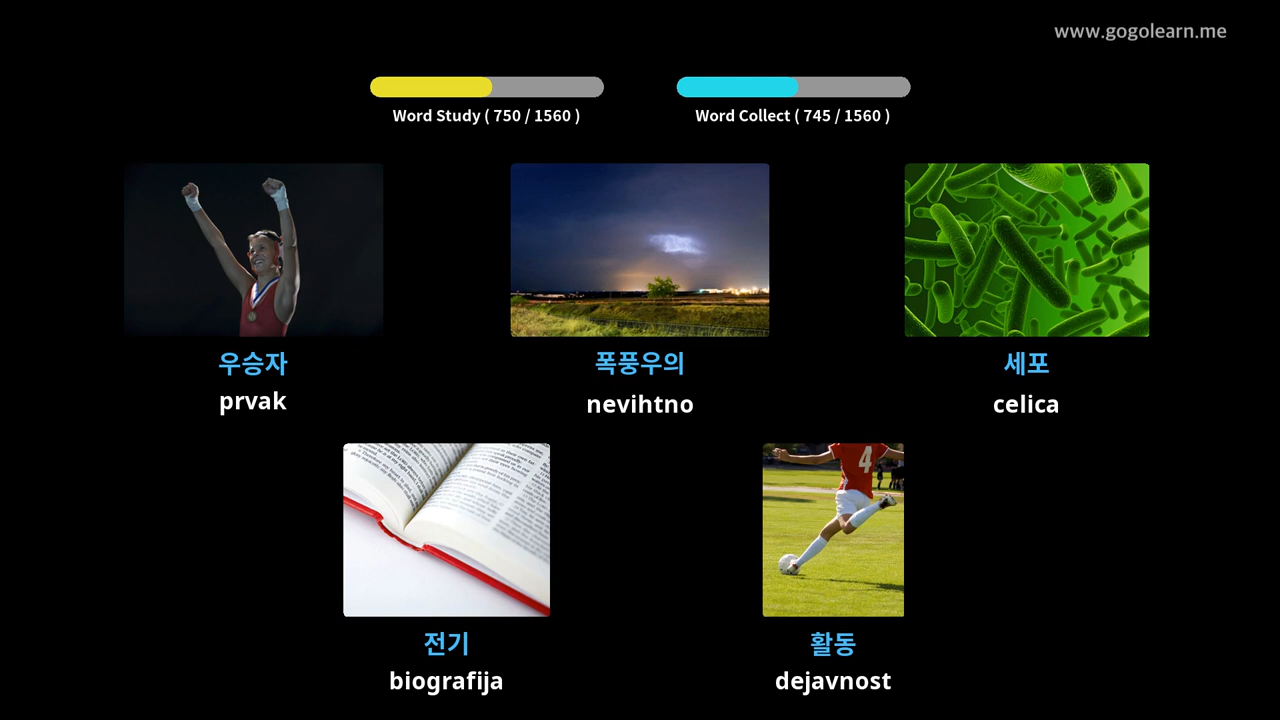 www.gogolearn.me
Word Study ( 750 / 1560 )
Word Collect ( 745 / 1560 )
우승자
prvak
폭풍우의
nevihtno
세포
celica
4
전기
biografija
활동
dejavnost